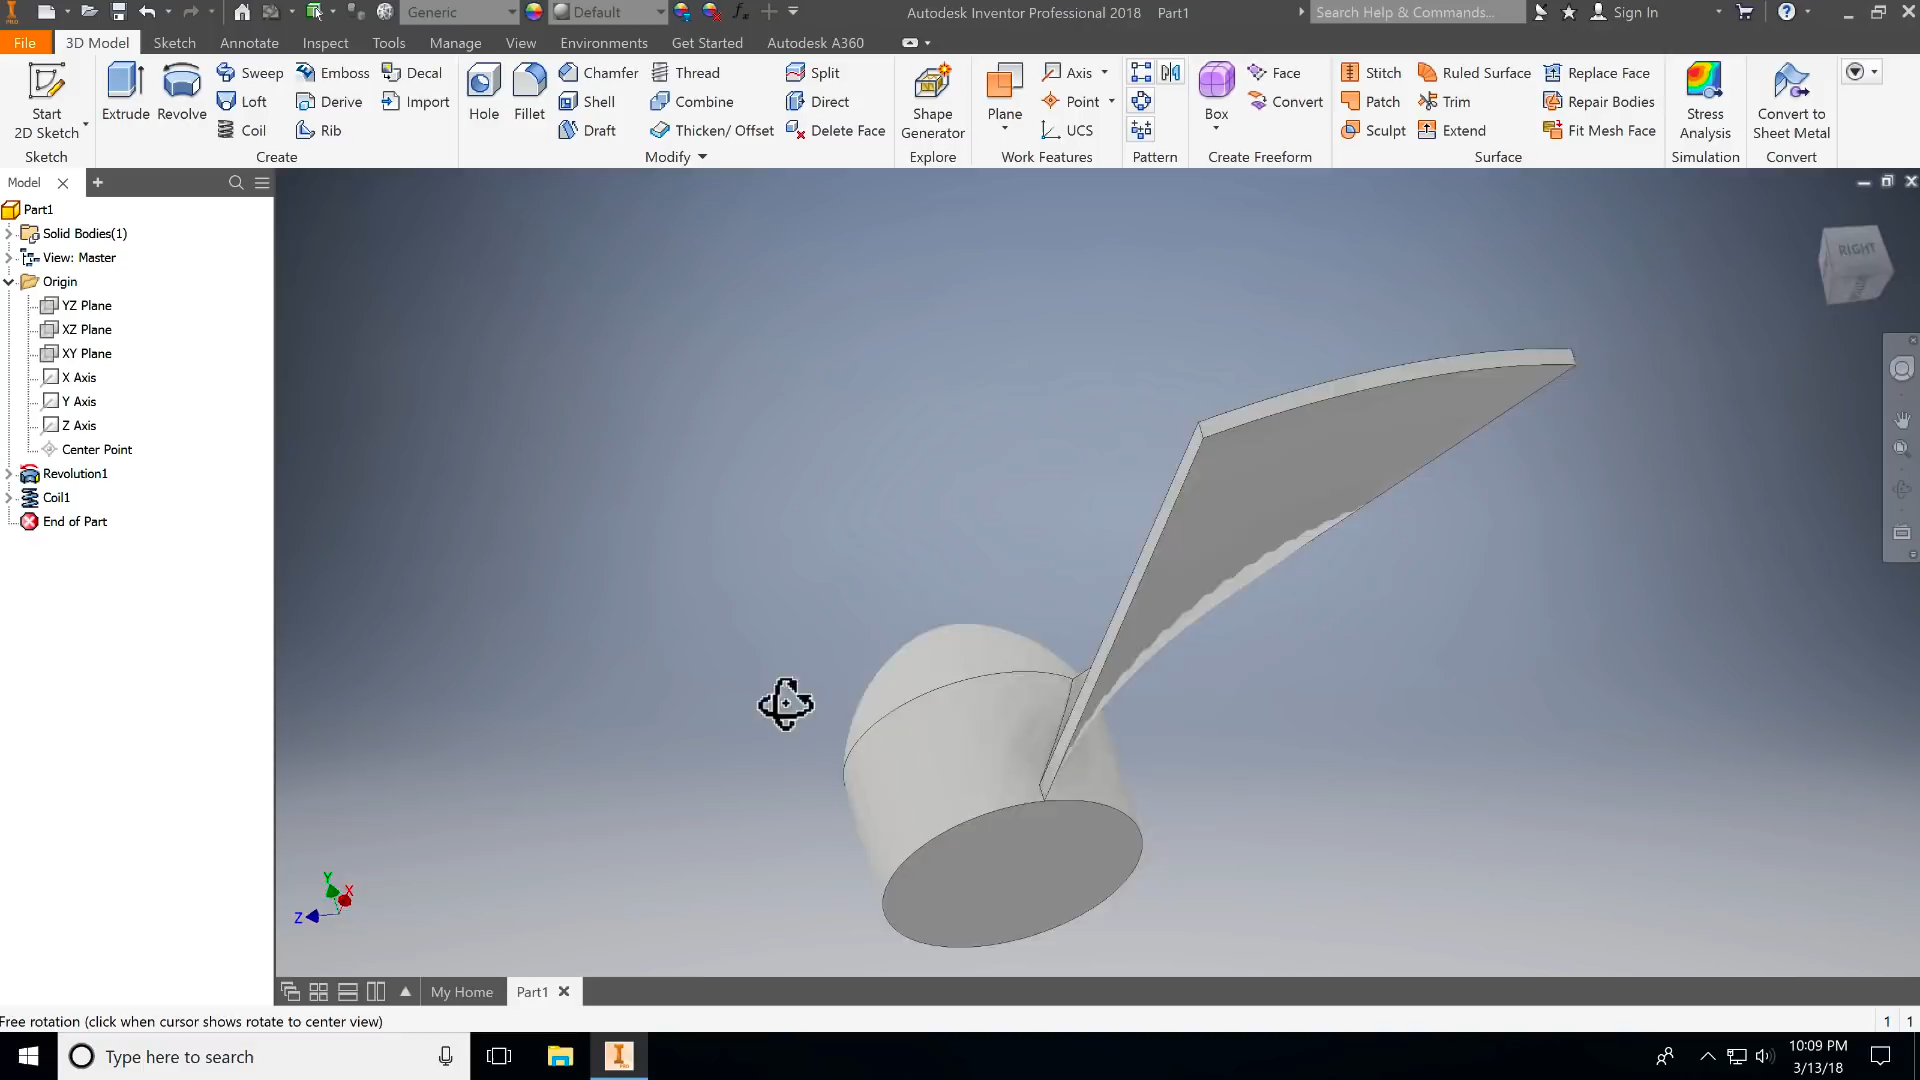 Generic
Default
Autodesk Inventor Professional 2018 Part1
Search Help & Commands...
Sign In
File 3D Model Sketch Annotate Inspect Tools Manage View Environments Get Started Autodesk A360
Start
2D Sketch
Sketch
Extrude
Revolve
Sweep
Loft
Coil
Emboss
Derive
Rib
Decal
Import
Create
Hole
Fillet
Chamfer
Shell
Draft
Thread
Combine
Thicken/ Offset
Split
Direct
Delete Face
Modify
Shape
Generator
Explore
Plane
Axis
Point
UCS
Work Features
Pattern
Box
Face
Convert
Create Freeform
Stitch
Patch
Sculpt
Ruled Surface
Trim
Extend
Replace Face
Repair Bodies
Fit Mesh Face
Surface
Stress
Analysis
Simulation
Convert to
Sheet Metal
Convert
Model
Part1
Solid Bodies(1)
View: Master
Origin
YZ Plane
XZ Plane
XY Plane
X Axis
Y Axis
Z Axis
Center Point
Revolution1
Coil1
End of Part
RIGHT
Y
X
Z
My Home
Part1
Free rotation (click when cursor shows rotate to center view)
1 1
Type here to search
10:09 PM
3/13/18